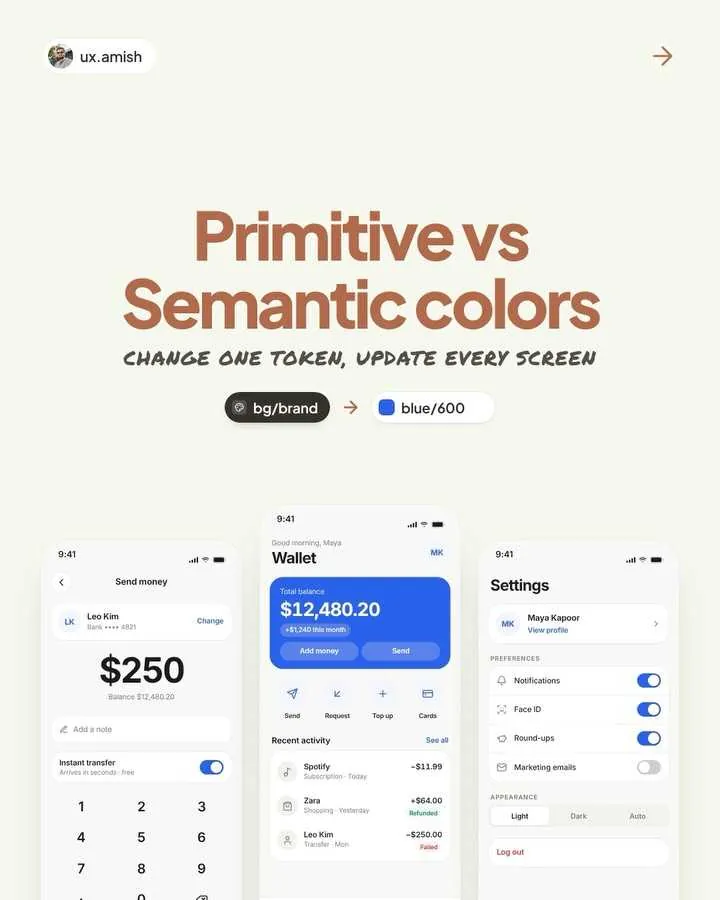 ux.amish
Primitive vs
Semantic colors
CHANGE ONE TOKEN, UPDATE EVERY SCREEN
bg/brand
blue/600
9:41
Send money
LK
Leo Kim
Bank •••• 4821
Change
$250
Balance $12,480.20
Add a note
Instant transfer
Arrives in seconds · free
1 2 3
4 5 6
7 8 9
0
9:41
Good morning, Maya
Wallet
MK
Total balance
$12,480.20
+$1,240 this month
Add money
Send
Send
Request
Top up
Cards
Recent activity
See all
Spotify
Subscription · Today
−$11.99
Zara
Shopping · Yesterday
+$64.00
Refunded
Leo Kim
Transfer · Mon
−$250.00
Failed
9:41
Settings
MK
Maya Kapoor
View profile
PREFERENCES
Notifications
Face ID
Round-ups
Marketing emails
APPEARANCE
Light
Dark
Auto
Log out